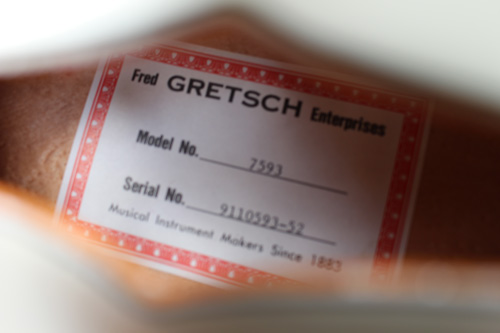 Fred GRETSCH Enterprises
Model No. 7593
Serial No. 9110593-52
Musical Instrument Makers Since 1883